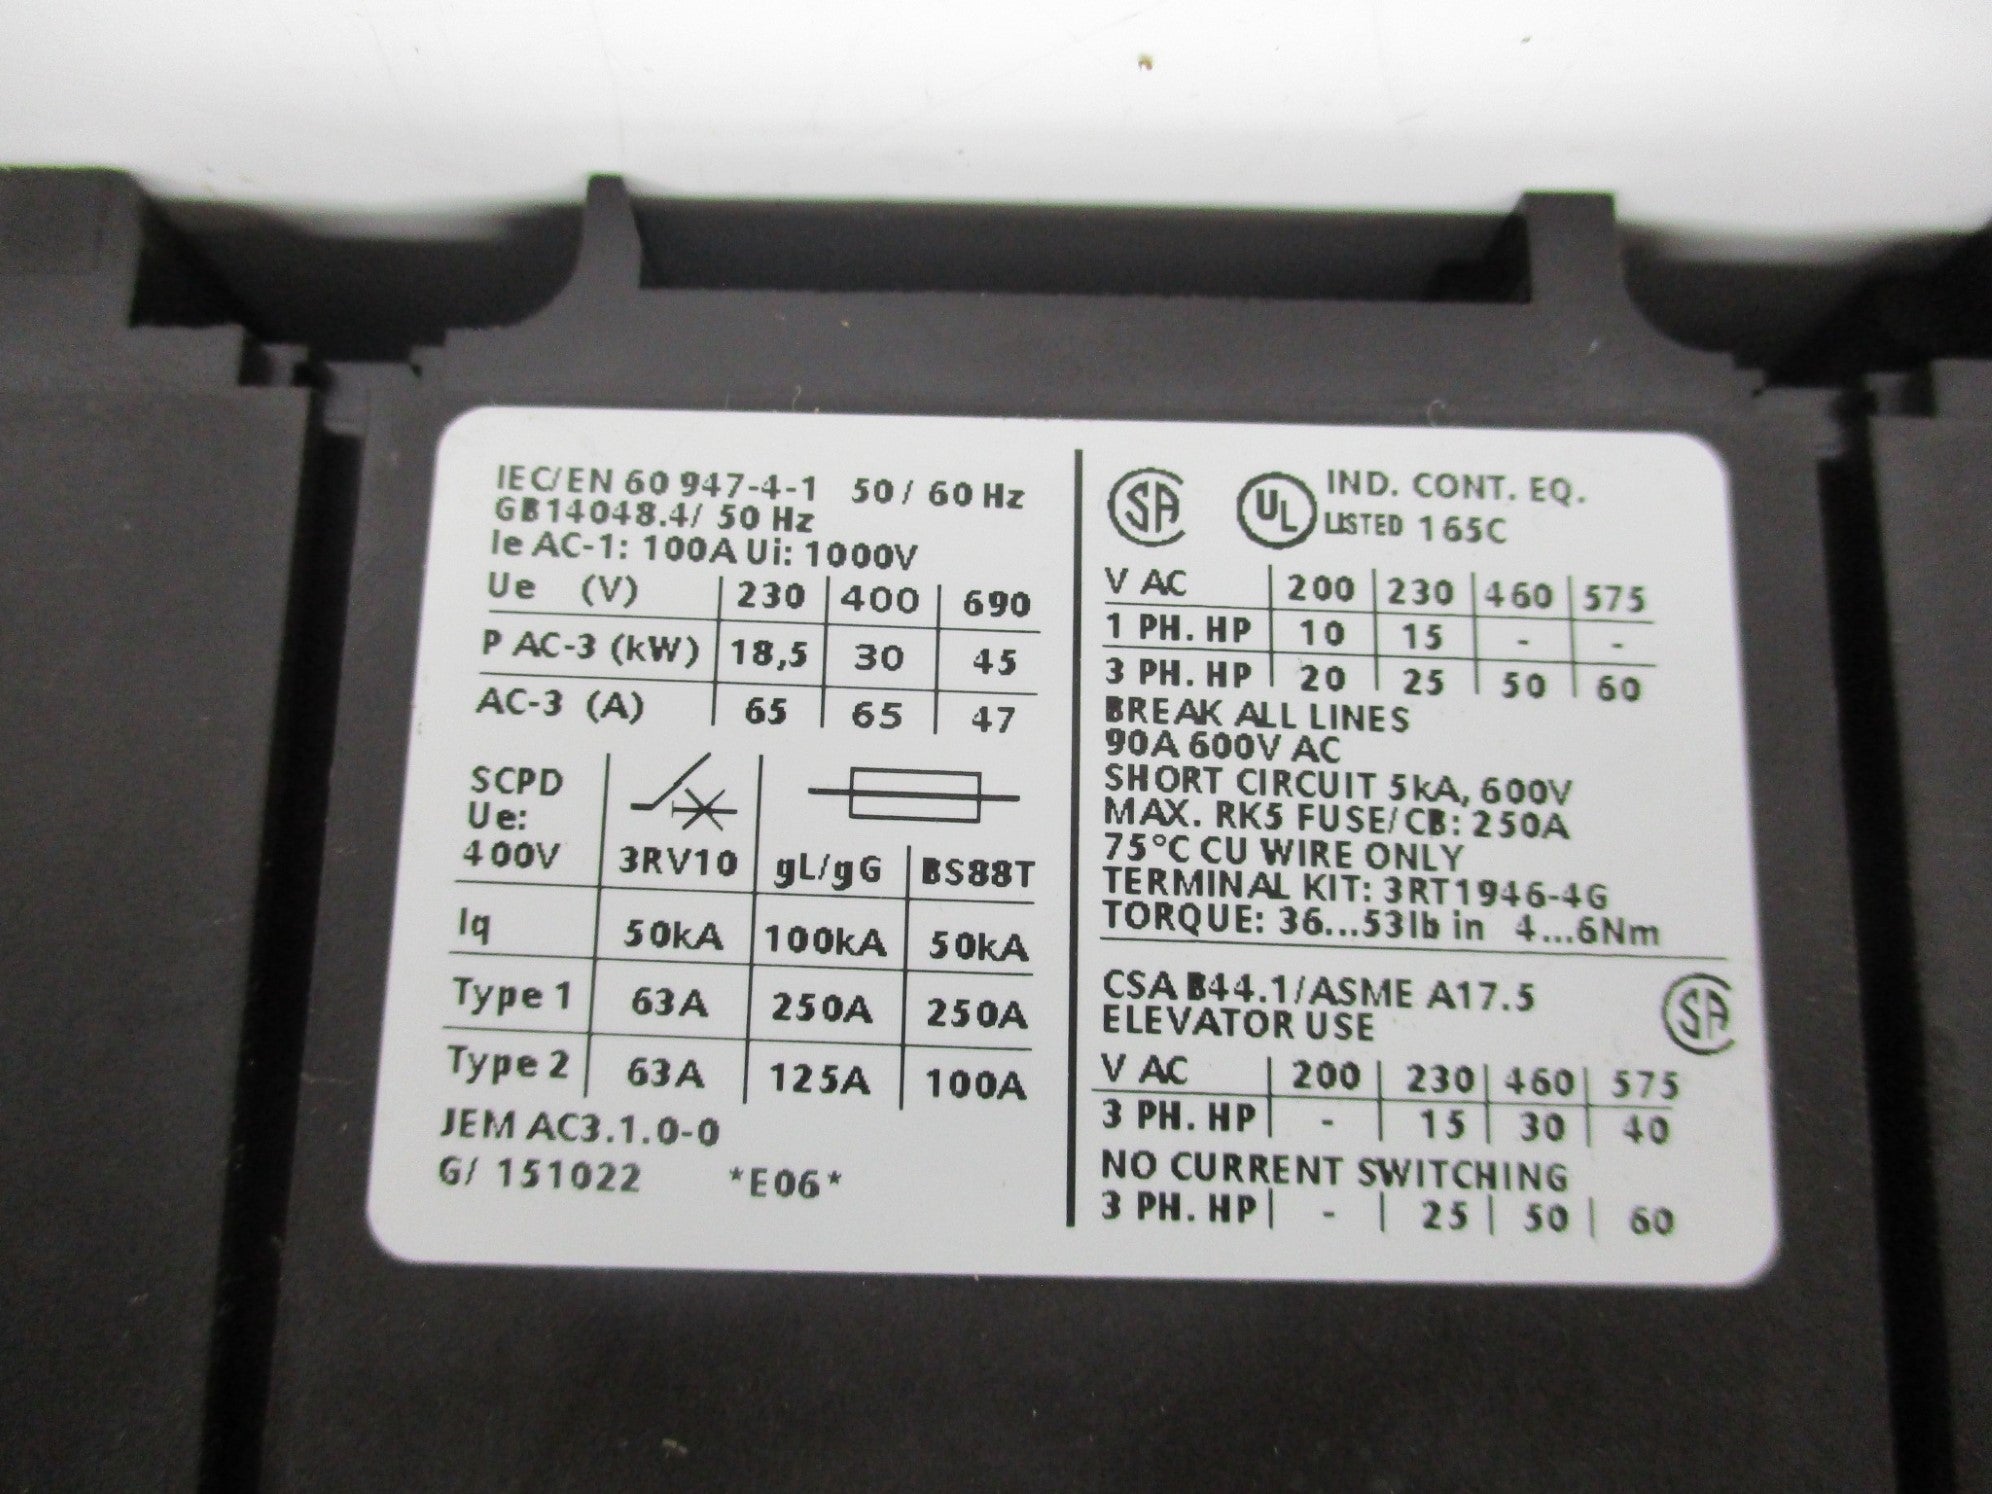 IEC/EN 60 947-4-1 50 / 60 Hz
GB14048.4/ 50 Hz
Ie AC-1: 100A Ui: 1000V
Ue (V) 230 400 690
P AC-3 (kW) 18,5 30 45
AC-3 (A) 65 65 47
SCPD
Ue:
400V 3RV10 gL/gG BS88T
Iq 50kA 100kA 50kA
Type 1 63A 250A 250A
Type 2 63A 125A 100A
JEM AC3.1.0-0
G/ 151022 *E06*
SA UL IND. CONT. EQ.
LISTED 165C
V AC 200 230 460 575
1 PH. HP 10 15 - -
3 PH. HP 20 25 50 60
BREAK ALL LINES
90A 600V AC
SHORT CIRCUIT 5kA, 600V
MAX. RK5 FUSE/CB: 250A
75°C CU WIRE ONLY
TERMINAL KIT: 3RT1946-4G
TORQUE: 36...53lb in 4...6Nm
CSA B44.1/ASME A17.5 SA
ELEVATOR USE
V AC 200 230 460 575
3 PH. HP - 15 30 40
NO CURRENT SWITCHING
3 PH. HP - 25 50 60